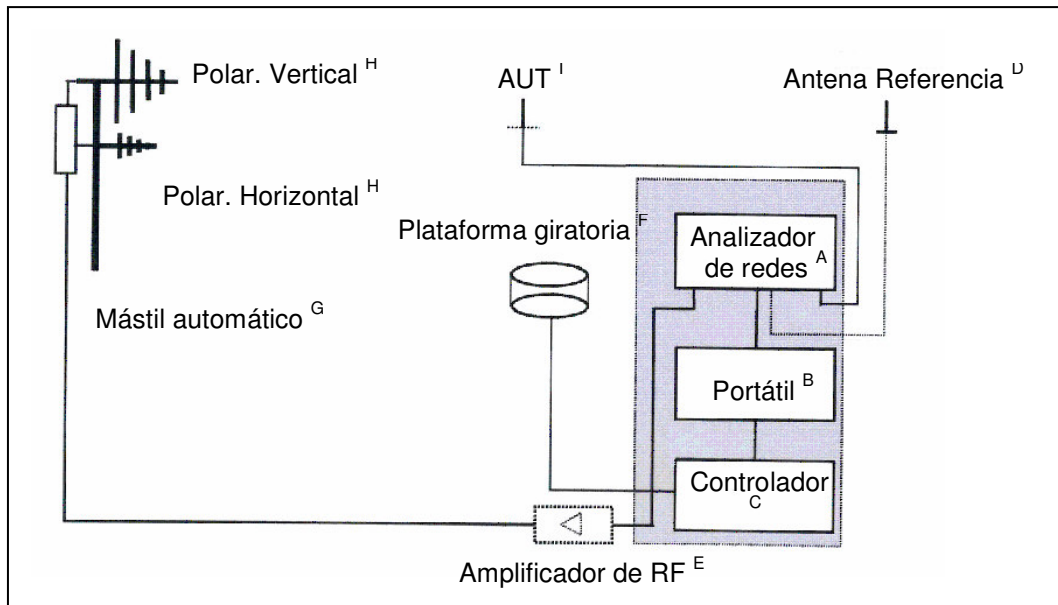 Polar. Vertical H
AUT I
Antena Referencia D
Polar. Horizontal H
Plataforma giratoria F
Analizador
de redes A
Mástil automático G
Portátil B
Controlador
C
Amplificador de RF E